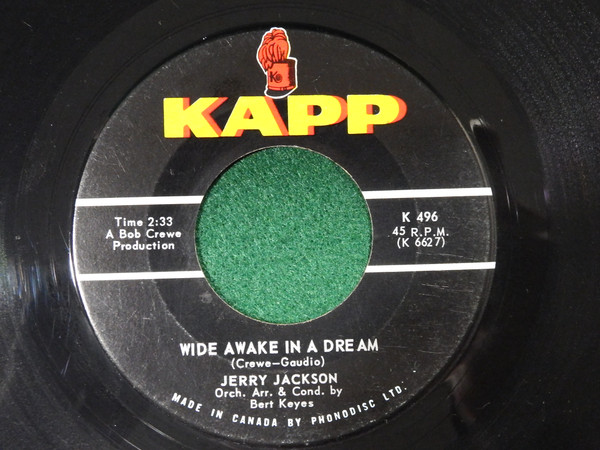 K
KAPP
Time 2:33
A Bob Crewe
Production
K 496
45 R.P.M.
(K 6627)
WIDE AWAKE IN A DREAM
(Crewe—Gaudio)
JERRY JACKSON
Orch. Arr. & Cond. by
Bert Keyes
MADE IN CANADA BY PHONODISC LTD.